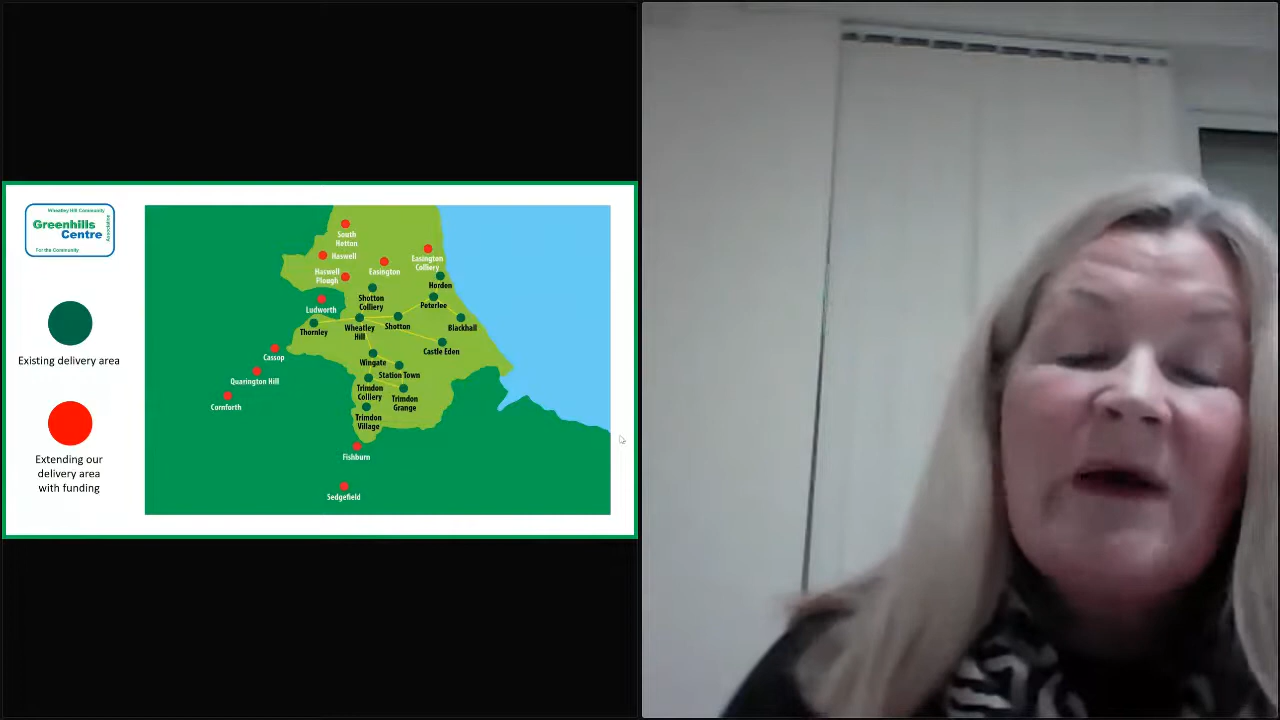 Wheatley Hill Community
Greenhills
Centre
Association
For the Community
Existing delivery area
Extending our
delivery area
with funding
South
Hetton
Haswell
Easington
Colliery
Easington
Haswell
Plough
Horden
Shotton
Colliery
Peterlee
Ludworth
Thornley
Wheatley
Hill
Shotton
Blackhall
Castle Eden
Cassop
Wingate
Station Town
Quarington Hill
Trimdon
Colliery
Trimdon
Grange
Cornforth
Trimdon
Village
Fishburn
Sedgefield